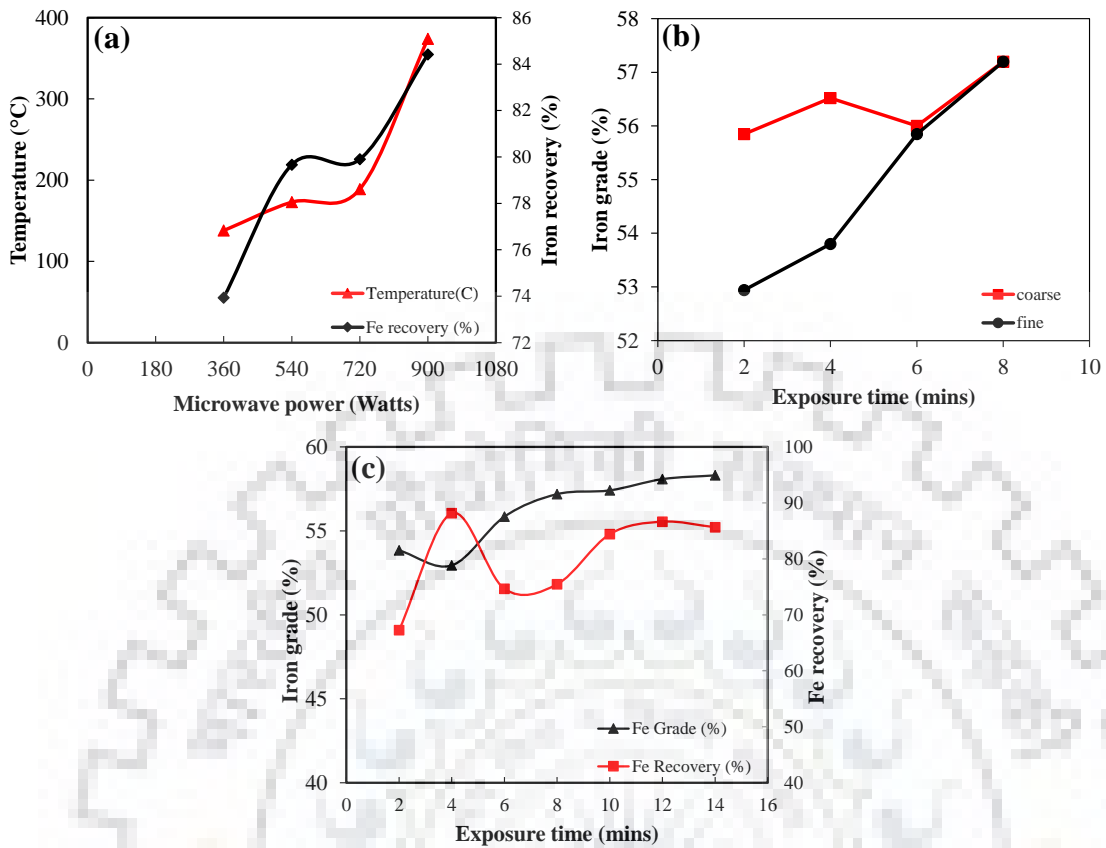 (a)
400
300
200
100
0
Temperature (°C)
86
84
82
80
78
76
74
72
Iron recovery (%)
Temperature(C)
Fe recovery (%)
0 180 360 540 720 900 1080
Microwave power (Watts)
(b)
58
57
56
55
54
53
52
Iron grade (%)
coarse
fine
0 2 4 6 8 10
Exposure time (mins)
(c)
60
55
50
45
40
Iron grade (%)
100
90
80
70
60
50
40
Fe recovery (%)
Fe Grade (%)
Fe Recovery (%)
0 2 4 6 8 10 12 14 16
Exposure time (mins)